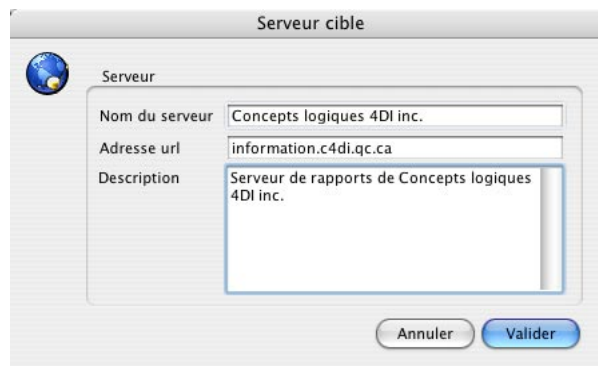 Serveur cible
Serveur
Nom du serveur Concepts logiques 4DI inc.
Adresse url information.c4di.qc.ca
Description Serveur de rapports de Concepts logiques
4DI inc.
Annuler Valider